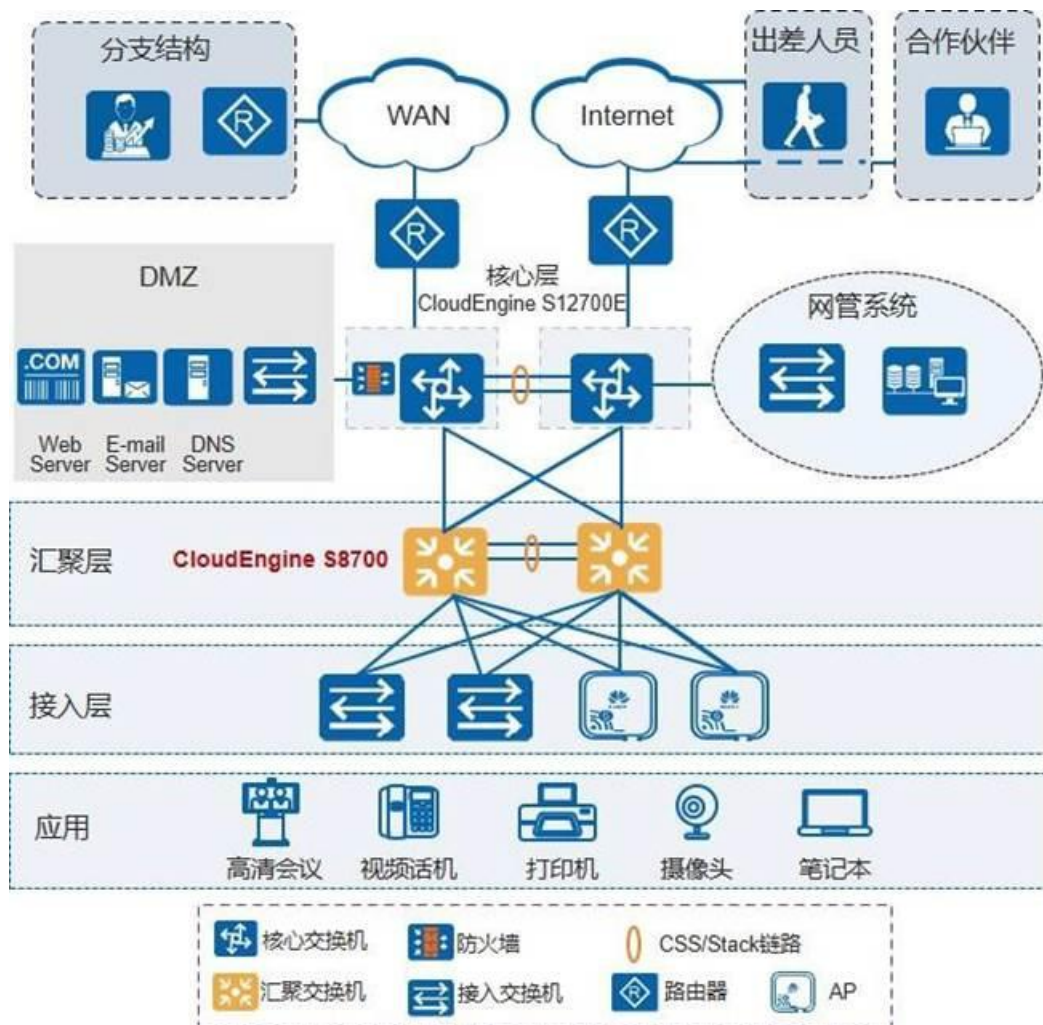 分支结构
WAN
Internet
出差人员
合作伙伴
R
R
R
DMZ
核心层
CloudEngine S12700E
网管系统
.COM
Web
Server
E-mail
Server
DNS
Server
汇聚层
CloudEngine S8700
接入层
应用
高清会议
视频话机
打印机
摄像头
笔记本
核心交换机
防火墙
CSS/Stack链路
汇聚交换机
接入交换机
R
路由器
AP